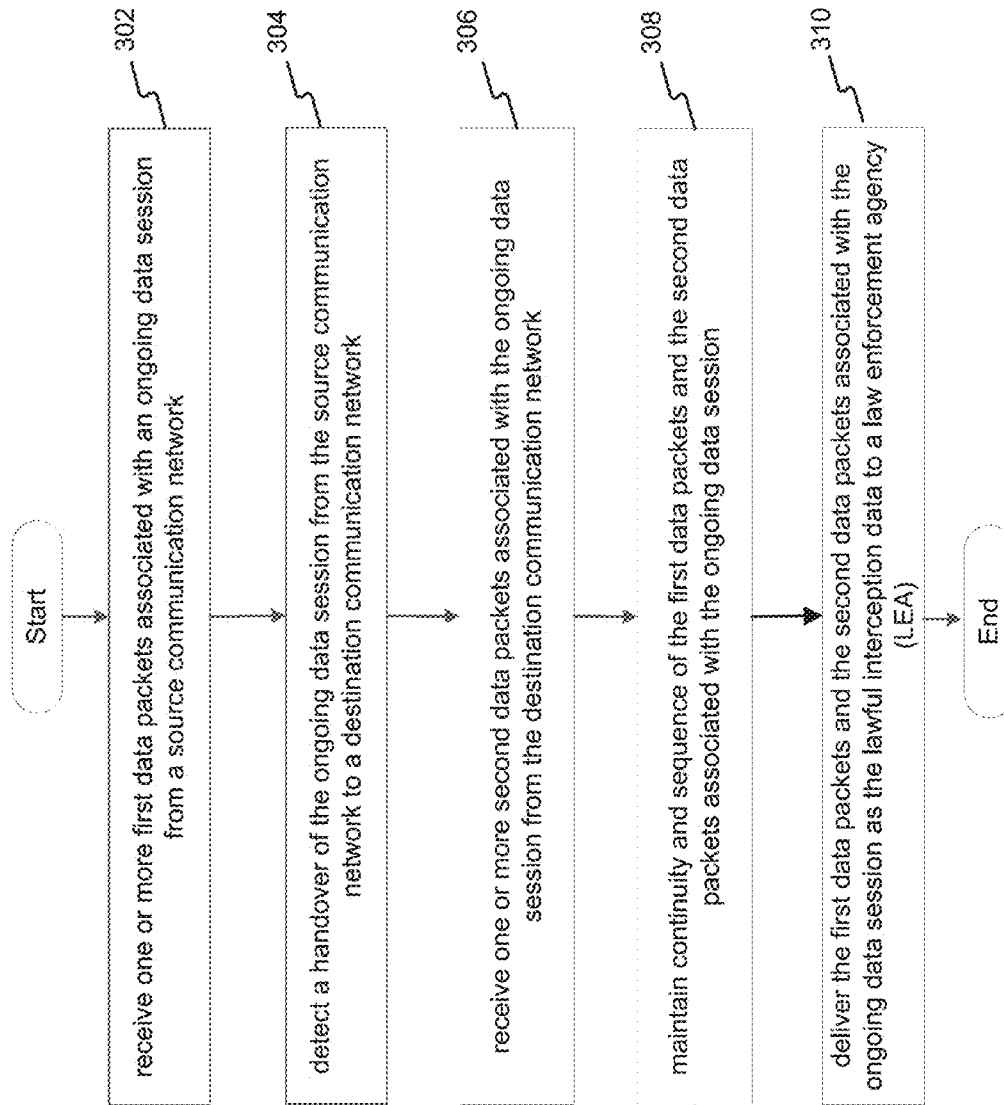 Start
302
receive one or more first data packets associated with an ongoing data session
from a source communication network
304
detect a handover of the ongoing data session from the source communication
network to a destination communication network
306
receive one or more second data packets associated with the ongoing data
session from the destination communication network
308
maintain continuity and sequence of the first data packets and the second data
packets associated with the ongoing data session
310
deliver the first data packets and the second data packets associated with the
ongoing data session as the lawful interception data to a law enforcement agency
(LEA)
End